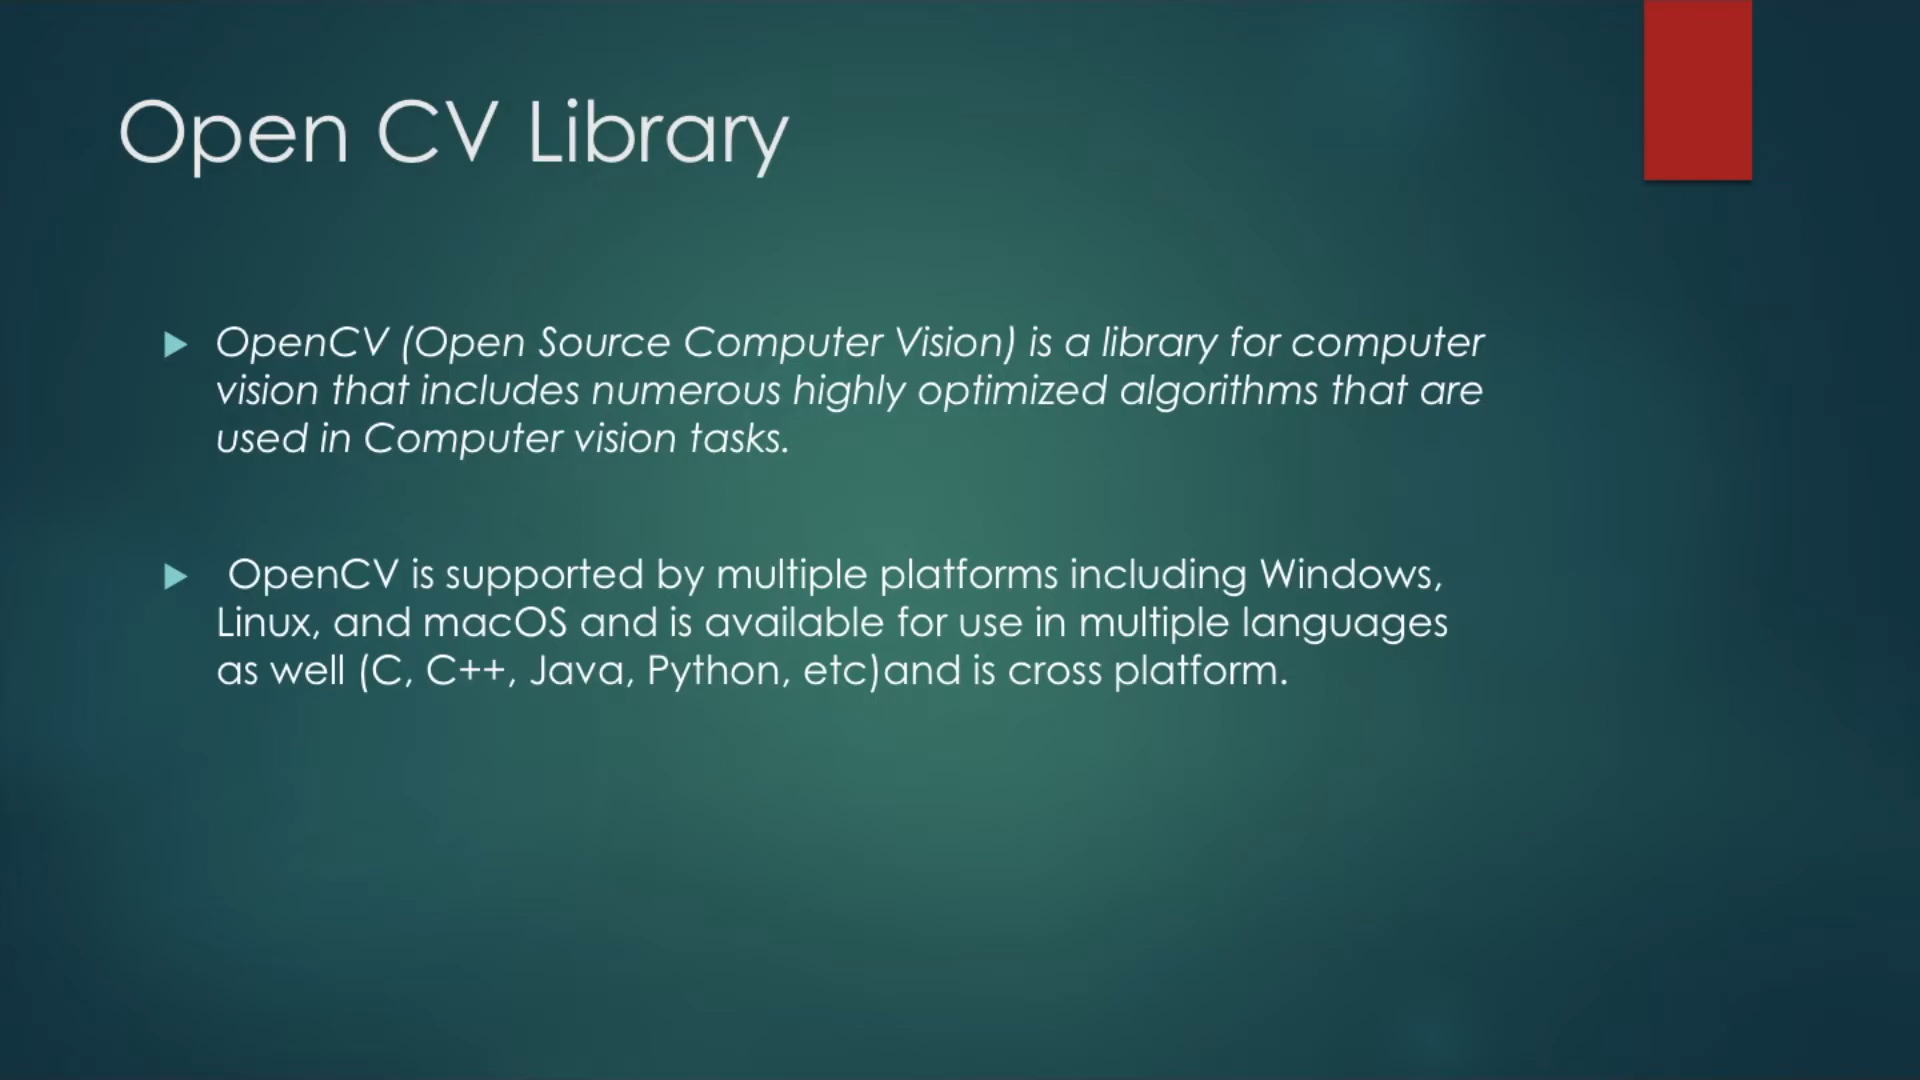 Open CV Library
OpenCV (Open Source Computer Vision) is a library for computer
vision that includes numerous highly optimized algorithms that are
used in Computer vision tasks.
OpenCV is supported by multiple platforms including Windows,
Linux, and macOS and is available for use in multiple languages
as well (C, C++, Java, Python, etc)and is cross platform.